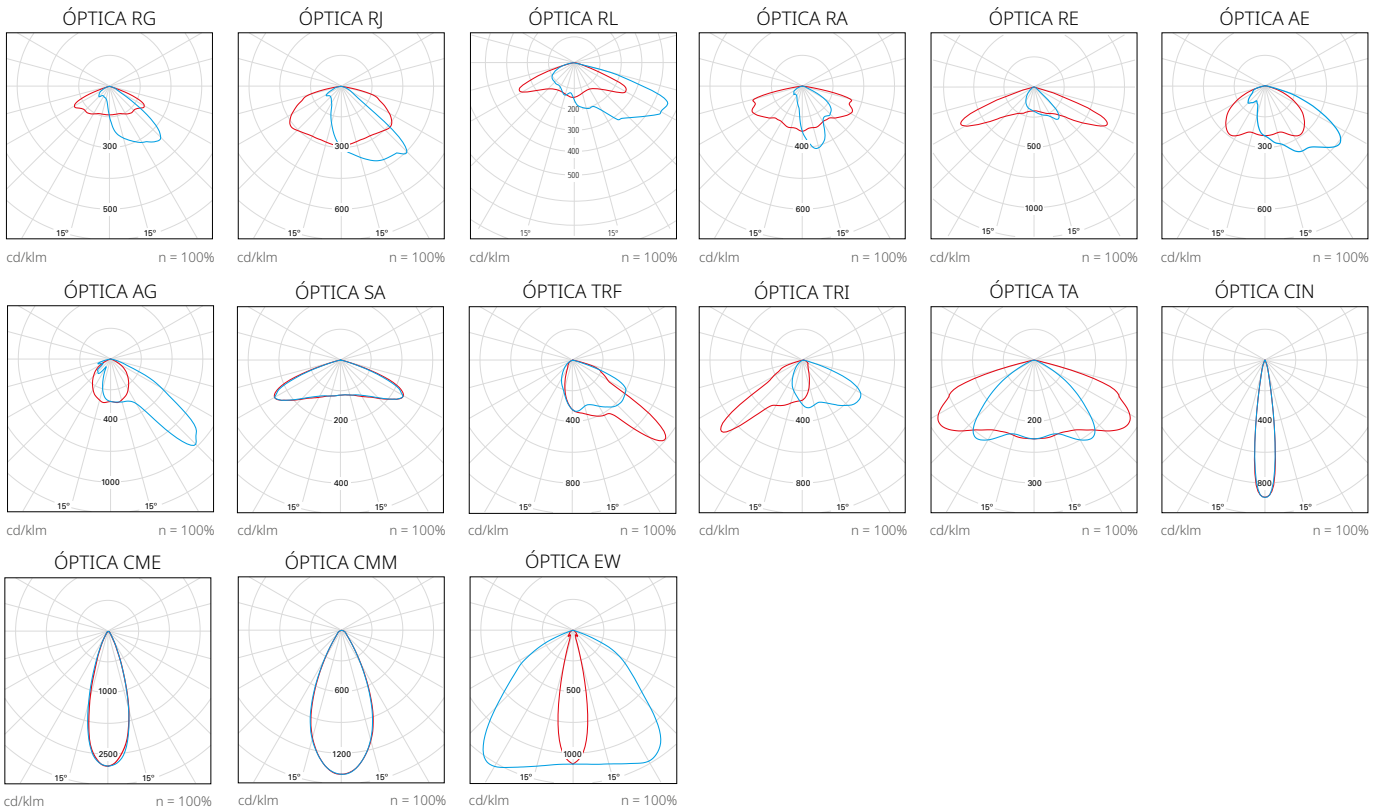 ÓPTICA RG
300
500
15° 15°
cd/klm n = 100%
ÓPTICA RJ
300
600
15° 15°
cd/klm n = 100%
ÓPTICA RL
200
300
400
500
15° 15°
cd/klm n = 100%
ÓPTICA RA
400
600
15° 15°
cd/klm n = 100%
ÓPTICA RE
500
1000
15° 15°
cd/klm n = 100%
ÓPTICA AE
300
600
15° 15°
cd/klm n = 100%
ÓPTICA AG
400
1000
15° 15°
cd/klm n = 100%
ÓPTICA SA
200
400
15° 15°
cd/klm n = 100%
ÓPTICA TRF
400
800
15° 15°
cd/klm n = 100%
ÓPTICA TRI
400
800
15° 15°
cd/klm n = 100%
ÓPTICA TA
200
300
15° 15°
cd/klm n = 100%
ÓPTICA CIN
400
800
15° 15°
cd/klm n = 100%
ÓPTICA CME
1000
2500
15° 15°
cd/klm n = 100%
ÓPTICA CMM
600
1200
15° 15°
cd/klm n = 100%
ÓPTICA EW
500
1000
15° 15°
cd/klm n = 100%